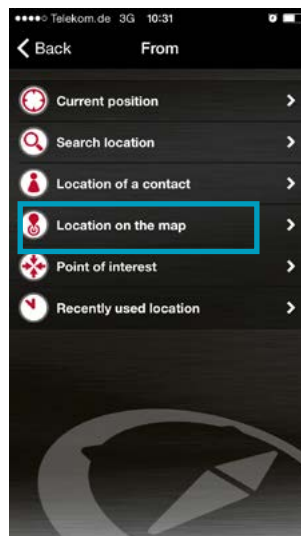 Telekom.de 3G 10:31
Back From
Current position
Search location
Location of a contact
Location on the map
Point of interest
Recently used location